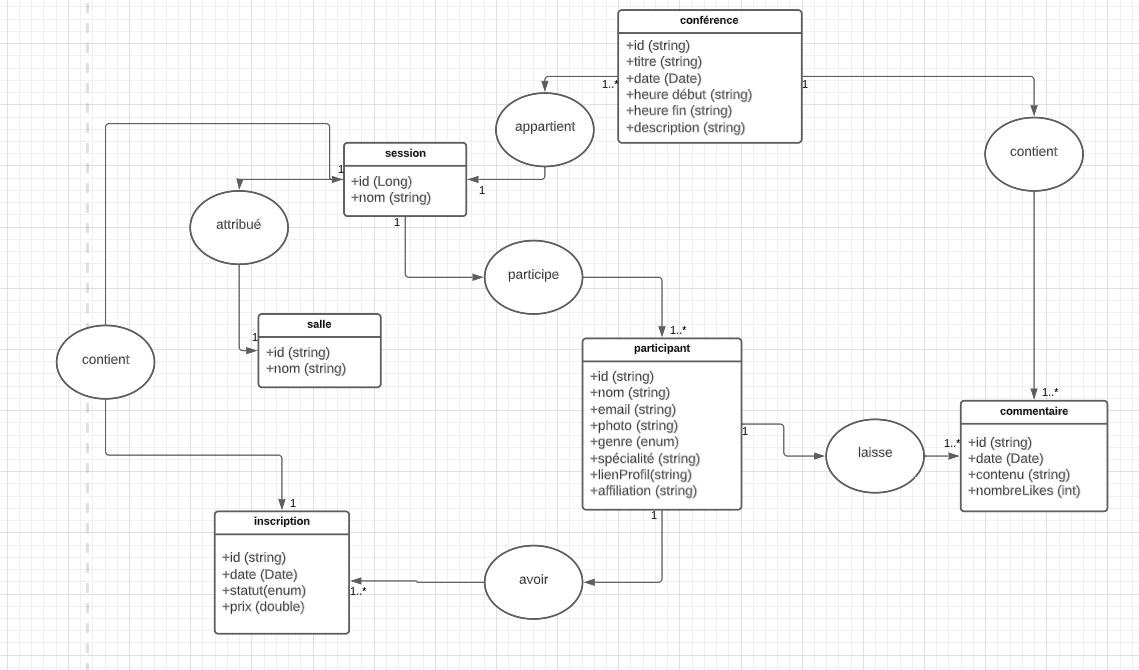 conférence
+id (string)
+titre (string)
+date (Date)
+heure début (string)
+heure fin (string)
+description (string)
1..*
1
appartient
contient
session
+id (Long)
+nom (string)
1
1
1
attribué
participe
salle
+id (string)
+nom (string)
1
contient
1..*
participant
+id (string)
+nom (string)
+email (string)
+photo (string)
+genre (enum)
+spécialité (string)
+lienProfil(string)
+affiliation (string)
1
1
laisse
1..*
1..*
commentaire
+id (string)
+date (Date)
+contenu (string)
+nombreLikes (int)
1
inscription
+id (string)
+date (Date)
+statut(enum)
+prix (double)
1..*
avoir